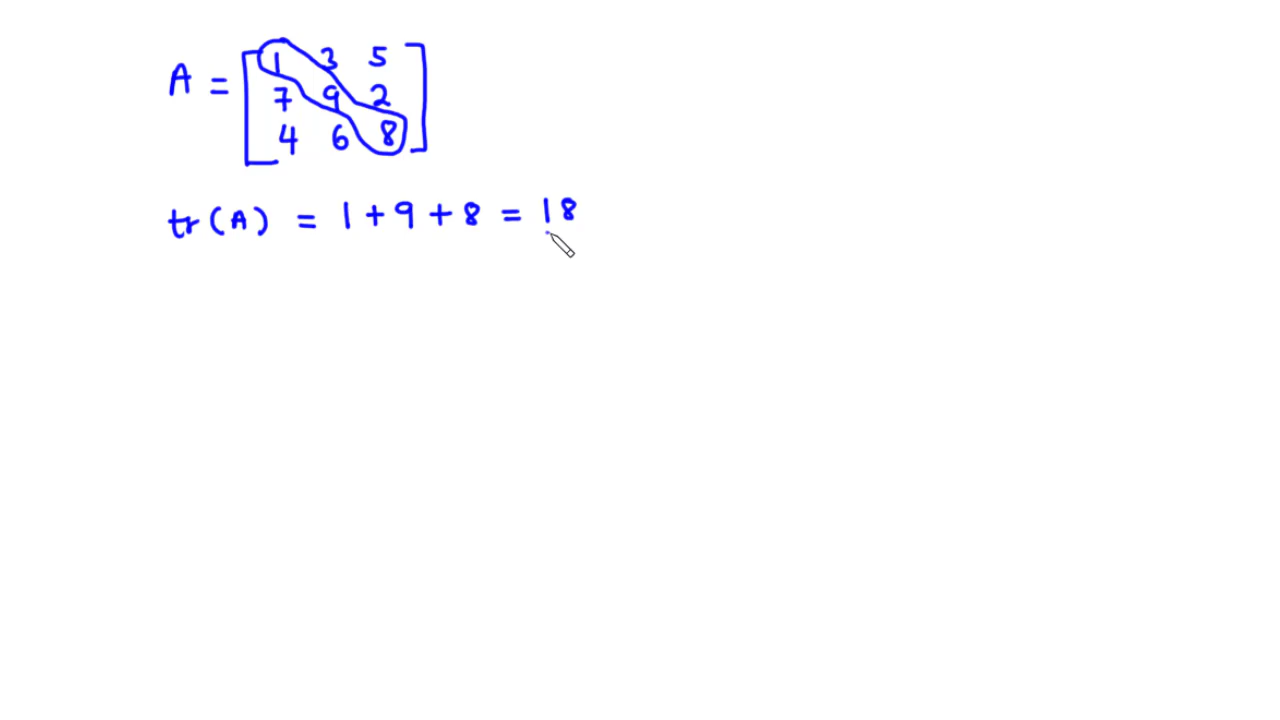 A = [1 3 5
7 9 2
4 6 8]
tr(A) = 1 + 9 + 8 = 18